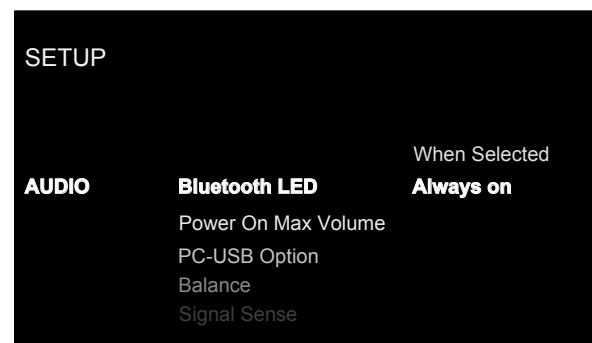 SETUP
When Selected
AUDIO Bluetooth LED Always on
Power On Max Volume
PC-USB Option
Balance
Signal Sense